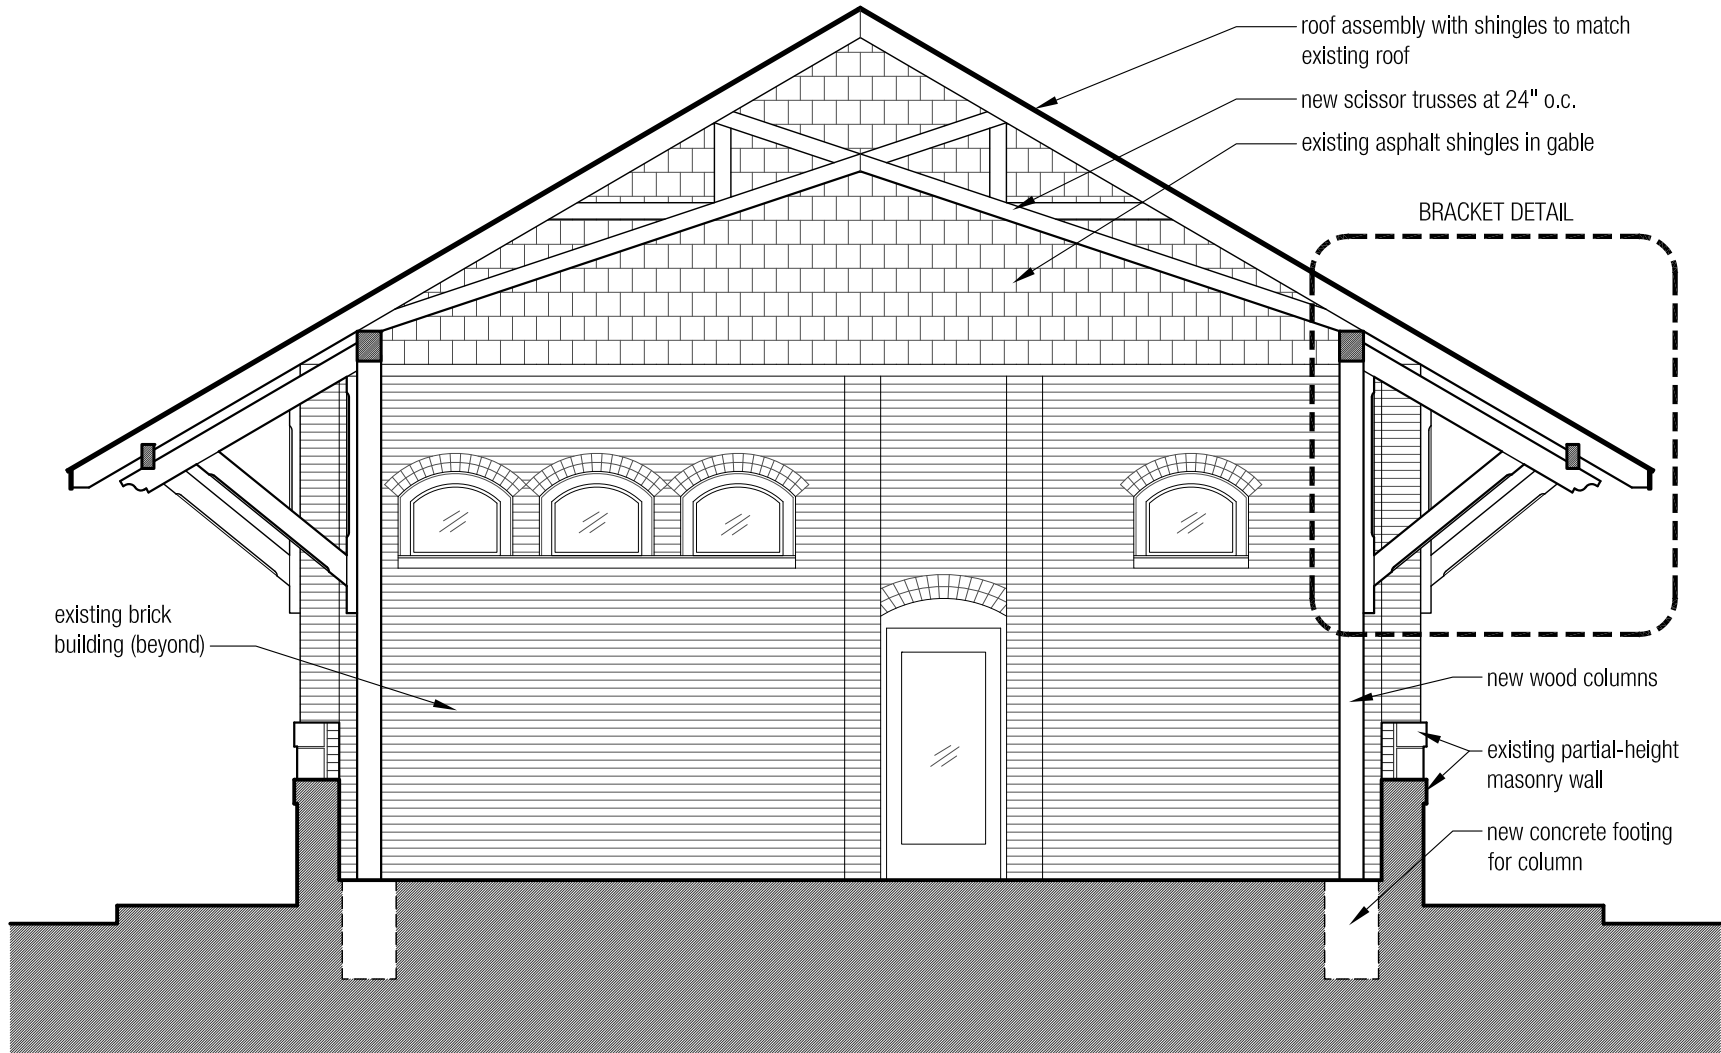 roof assembly with shingles to match
existing roof
new scissor trusses at 24" o.c.
existing asphalt shingles in gable
BRACKET DETAIL
existing brick
building (beyond)
new wood columns
existing partial-height
masonry wall
new concrete footing
for column